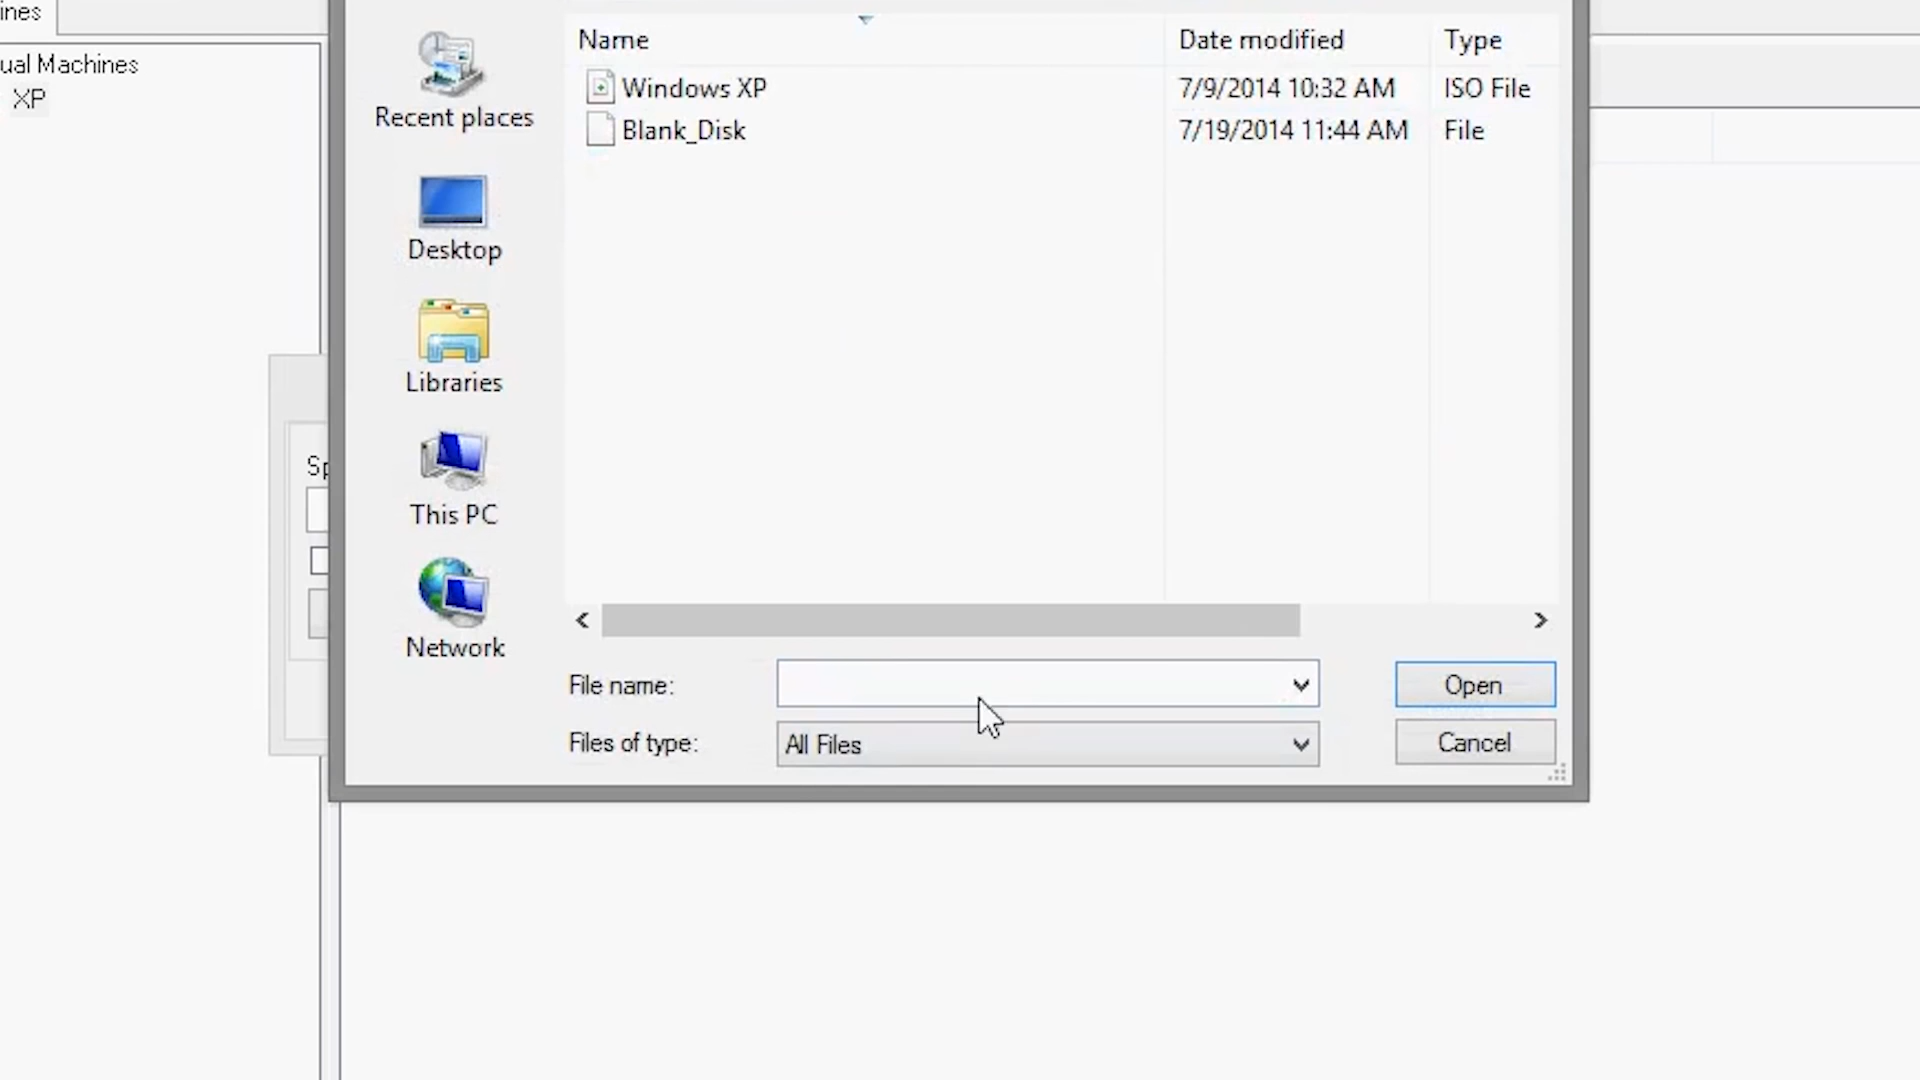 ines
ual Machines
XP
Name Date modified Type
Windows XP 7/9/2014 10:32 AM ISO File
Blank_Disk 7/19/2014 11:44 AM File
Recent places
Desktop
Libraries
This PC
Network
Sp
File name: Open
Files of type: All Files Cancel